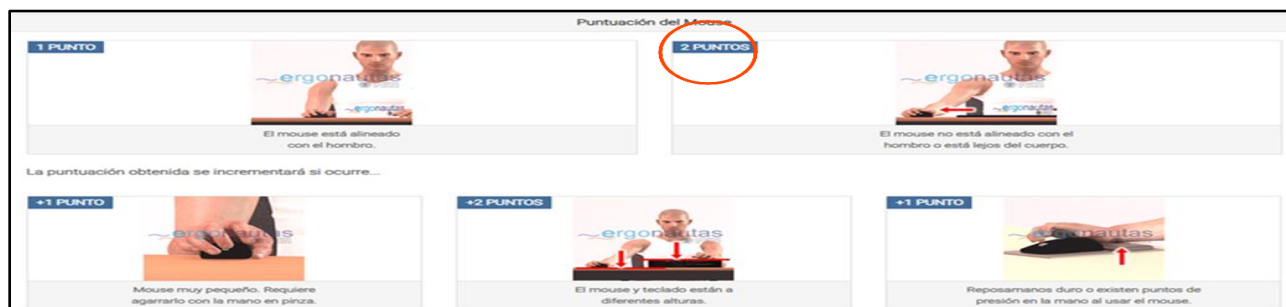 Puntuación del Mouse
1 PUNTO
ergonautas
ergonautas
El mouse está alineado
con el hombro.
2 PUNTOS
ergonautas
ergonautas
El mouse no está alineado con el
hombro o está lejos del cuerpo.
La puntuación obtenida se incrementará si ocurre...
+1 PUNTO
ergonautas
Mouse muy pequeño. Requiere
agarrarlo con la mano en pinza.
+2 PUNTOS
ergonautas
El mouse y teclado están a
diferentes alturas.
+1 PUNTO
ergonautas
Reposamanos duro o existen puntos de
presión en la mano al usar el mouse.